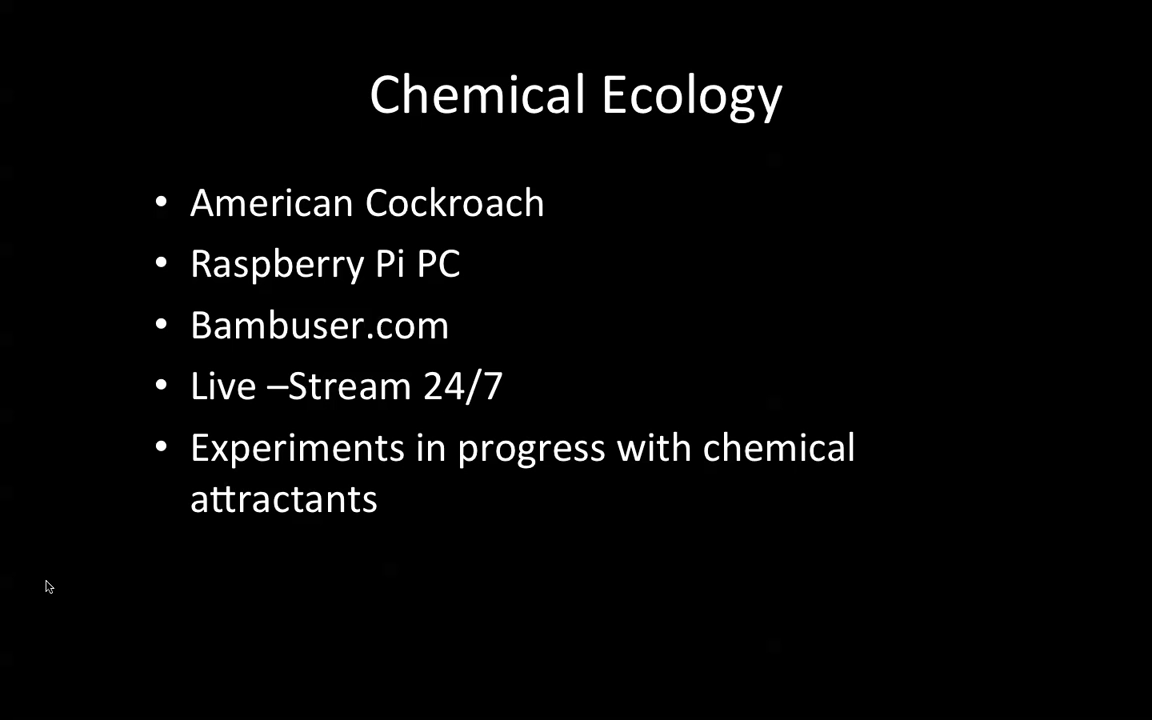 Chemical Ecology
• American Cockroach
• Raspberry Pi PC
• Bambuser.com
• Live –Stream 24/7
• Experiments in progress with chemical
attractants